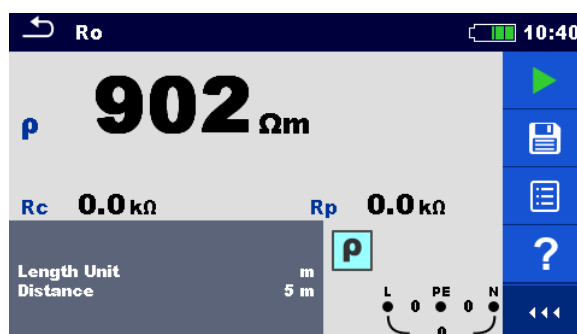 Ro 10:40
ρ 902 Ωm
Rc 0.0 kΩ Rp 0.0 kΩ
ρ
Length Unit m
Distance 5 m
L PE N
0 0
0
?